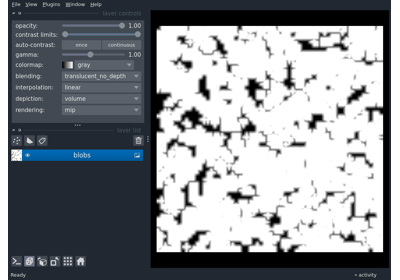 File View Plugins Window Help
layer controls
opacity: 1.00
contrast limits:
auto-contrast: once continuous
gamma: 1.00
colormap: gray
blending: translucent_no_depth
interpolation: linear
depiction: volume
rendering: mip
layer list
blobs
Ready activity